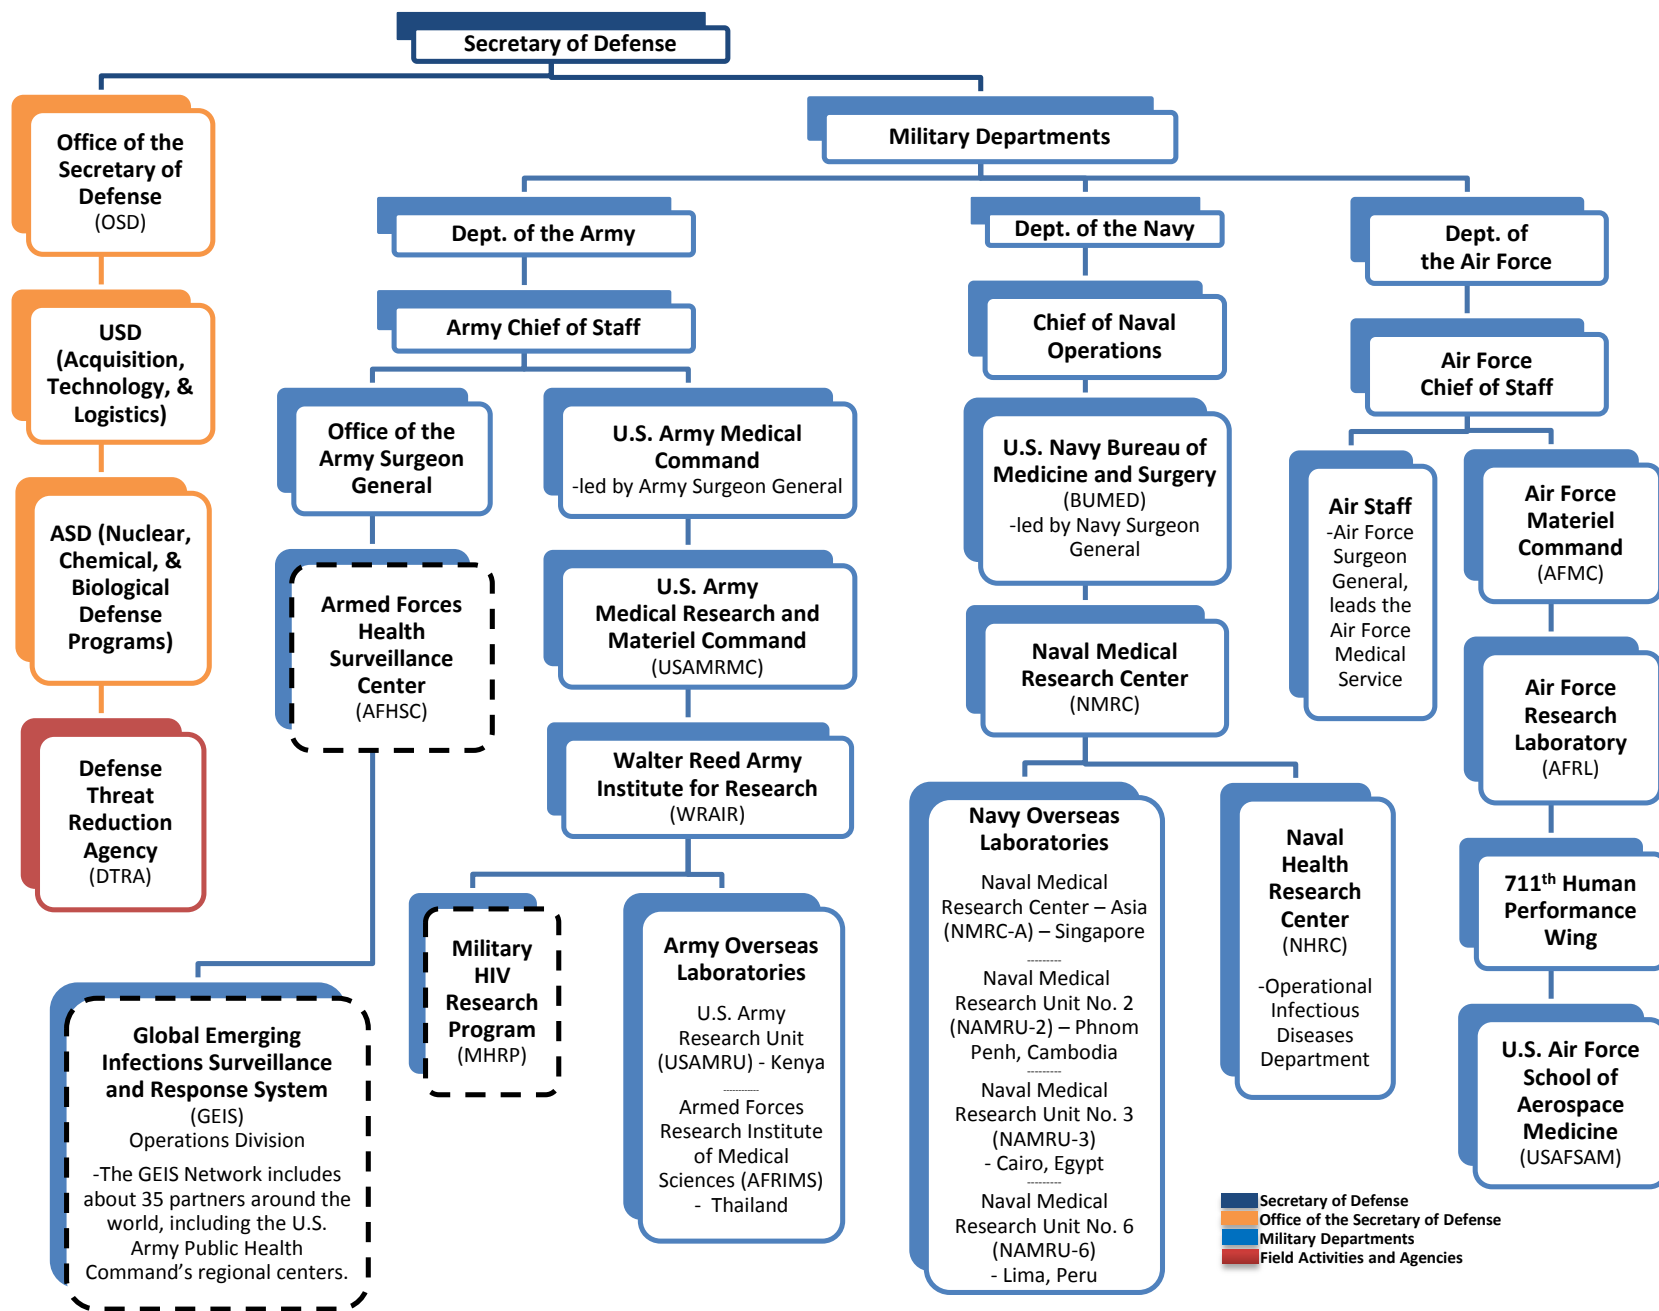 Secretary of Defense
Office of the
Secretary of
Defense
(OSD)
USD
(Acquisition,
Technology, &
Logistics)
ASD (Nuclear,
Chemical, &
Biological
Defense
Programs)
Defense
Threat
Reduction
Agency
(DTRA)
Military Departments
Dept. of the Army
Army Chief of Staff
Office of the
Army Surgeon
General
Armed Forces
Health
Surveillance
Center
(AFHSC)
Global Emerging
Infections Surveillance
and Response System
(GEIS)
Operations Division
-The GEIS Network includes
about 35 partners around the
world, including the U.S.
Army Public Health
Command’s regional centers.
U.S. Army Medical
Command
-led by Army Surgeon General
U.S. Army
Medical Research and
Materiel Command
(USAMRMC)
Walter Reed Army
Institute for Research
(WRAIR)
Military
HIV
Research
Program
(MHRP)
Army Overseas
Laboratories
U.S. Army
Research Unit
(USAMRU) - Kenya
------------
Armed Forces
Research Institute
of Medical
Sciences (AFRIMS)
- Thailand
Dept. of the Navy
Chief of Naval
Operations
U.S. Navy Bureau of
Medicine and Surgery
(BUMED)
-led by Navy Surgeon
General
Naval Medical
Research Center
(NMRC)
Navy Overseas
Laboratories
Naval Medical
Research Center – Asia
(NMRC-A) – Singapore
---------
Naval Medical
Research Unit No. 2
(NAMRU-2) – Phnom
Penh, Cambodia
---------
Naval Medical
Research Unit No. 3
(NAMRU-3)
- Cairo, Egypt
---------
Naval Medical
Research Unit No. 6
(NAMRU-6)
- Lima, Peru
Naval
Health
Research
Center
(NHRC)
-Operational
Infectious
Diseases
Department
Dept. of
the Air Force
Air Force
Chief of Staff
Air Staff
-Air Force
Surgeon
General,
leads the
Air Force
Medical
Service
Air Force
Materiel
Command
(AFMC)
Air Force
Research
Laboratory
(AFRL)
711th Human
Performance
Wing
U.S. Air Force
School of
Aerospace
Medicine
(USAFSAM)
Secretary of Defense
Office of the Secretary of Defense
Military Departments
Field Activities and Agencies